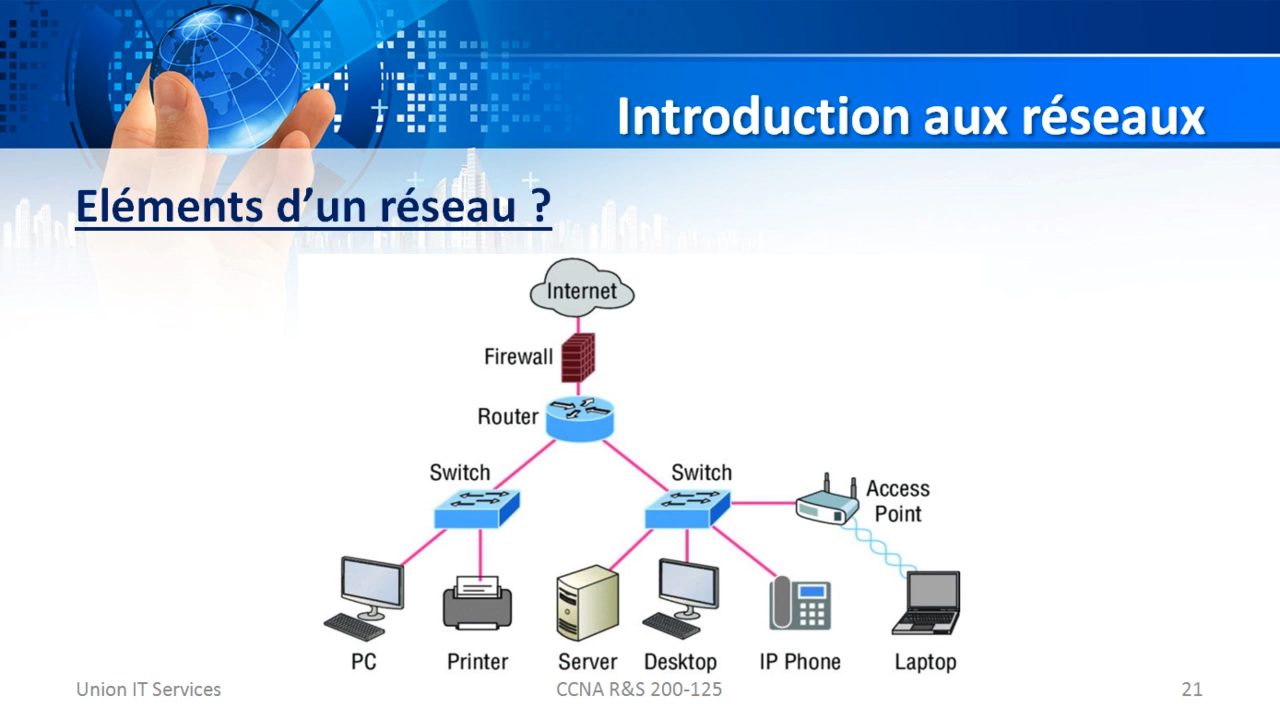 Introduction aux réseaux
Eléments d’un réseau ?
Internet
Firewall
Router
Switch
Switch
Access
Point
PC
Printer
Server
Desktop
IP Phone
Laptop
Union IT Services
CCNA R&S 200-125
21